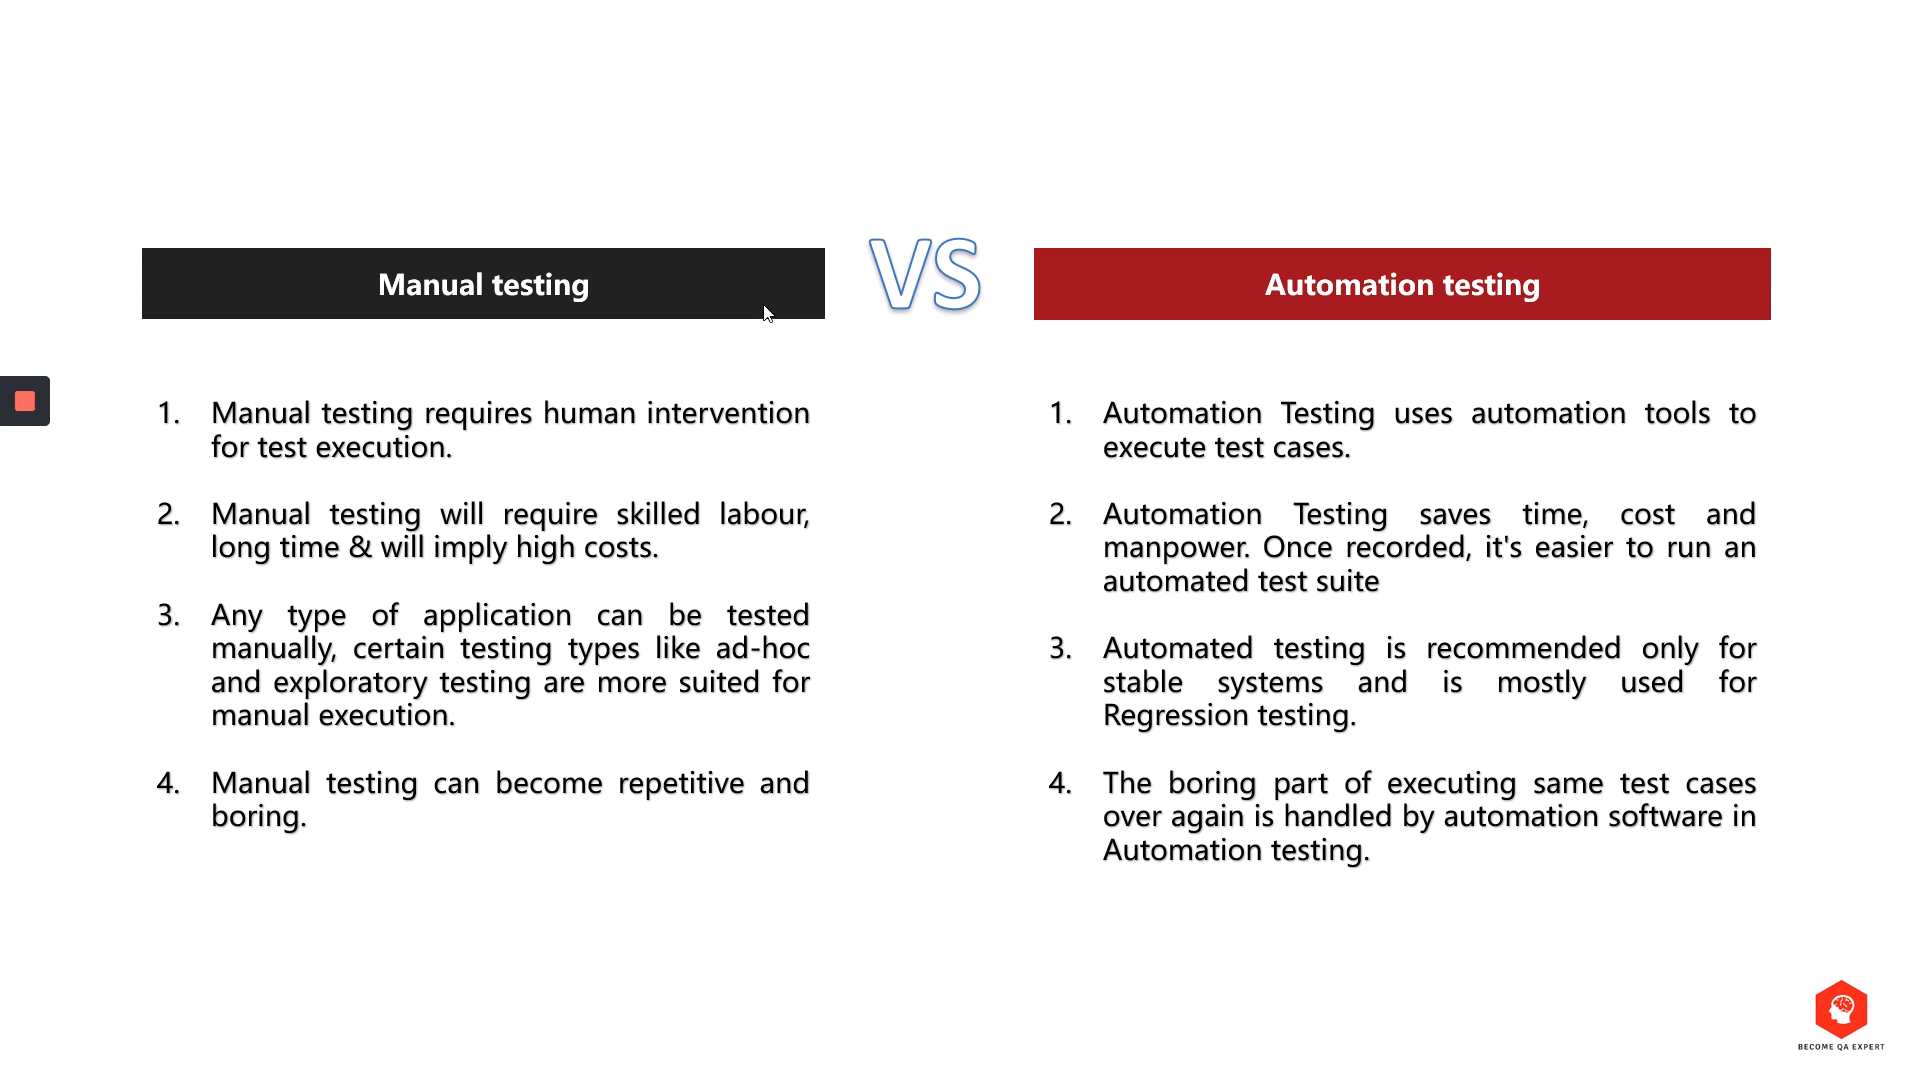 Manual testing
VS
Automation testing
1. Manual testing requires human intervention
for test execution.
2. Manual testing will require skilled labour,
long time & will imply high costs.
3. Any type of application can be tested
manually, certain testing types like ad-hoc
and exploratory testing are more suited for
manual execution.
4. Manual testing can become repetitive and
boring.
1. Automation Testing uses automation tools to
execute test cases.
2. Automation Testing saves time, cost and
manpower. Once recorded, it's easier to run an
automated test suite
3. Automated testing is recommended only for
stable systems and is mostly used for
Regression testing.
4. The boring part of executing same test cases
over again is handled by automation software in
Automation testing.
BECOME QA EXPERT